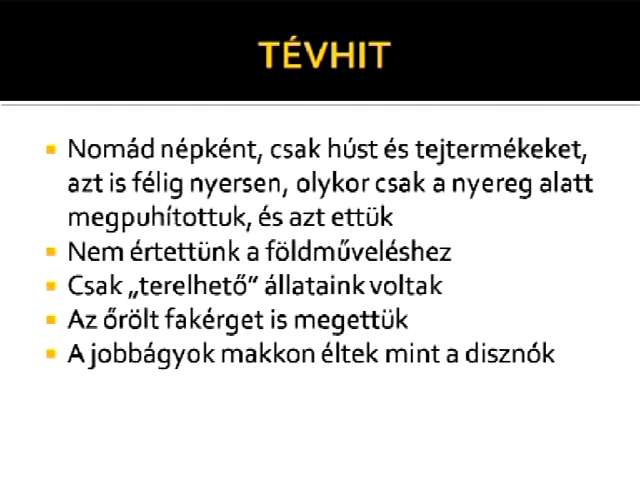 TÉVHIT
Nomád népként, csak húst és tejtermékeket,
azt is félig nyersen, olykor csak a nyereg alatt
megpuhítottuk, és azt ettük
Nem értettünk a földműveléshez
Csak „terelhető” állataink voltak
Az őrölt fakérget is megettük
A jobbágyok makkon éltek mint a disznók